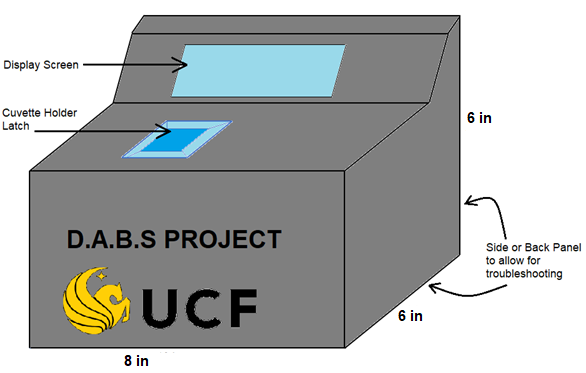 Display Screen
Cuvette Holder
Latch
6 in
D.A.B.S PROJECT
Side or Back Panel
to allow for
troubleshooting
UCF
6 in
8 in